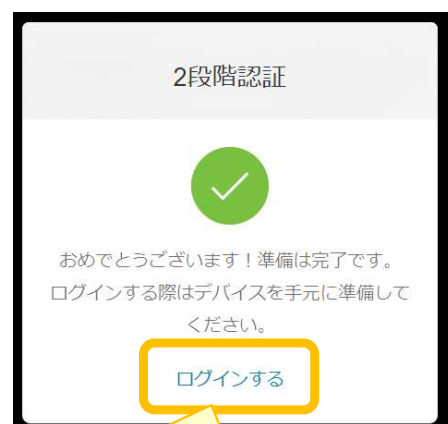 2段階認証
おめでとうございます！準備は完了です。
ログインする際はデバイスを手元に準備して
ください。
ログインする